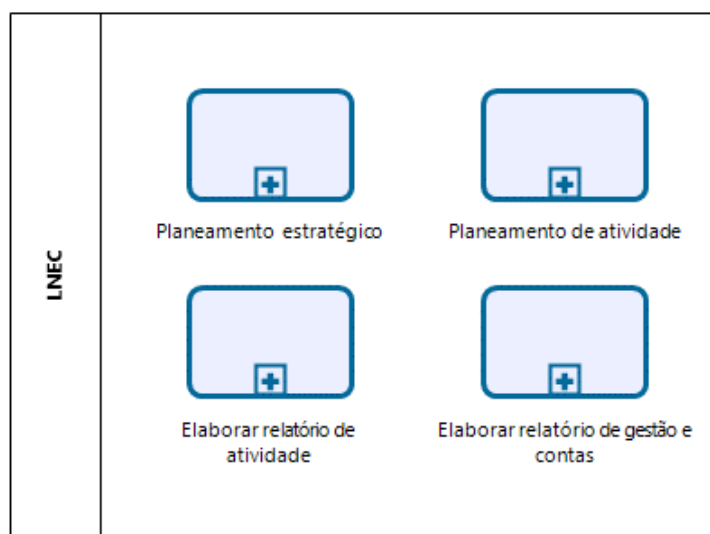 LNEC
Planeamento estratégico
Planeamento de atividade
Elaborar relatório de
atividade
Elaborar relatório de gestão e
contas